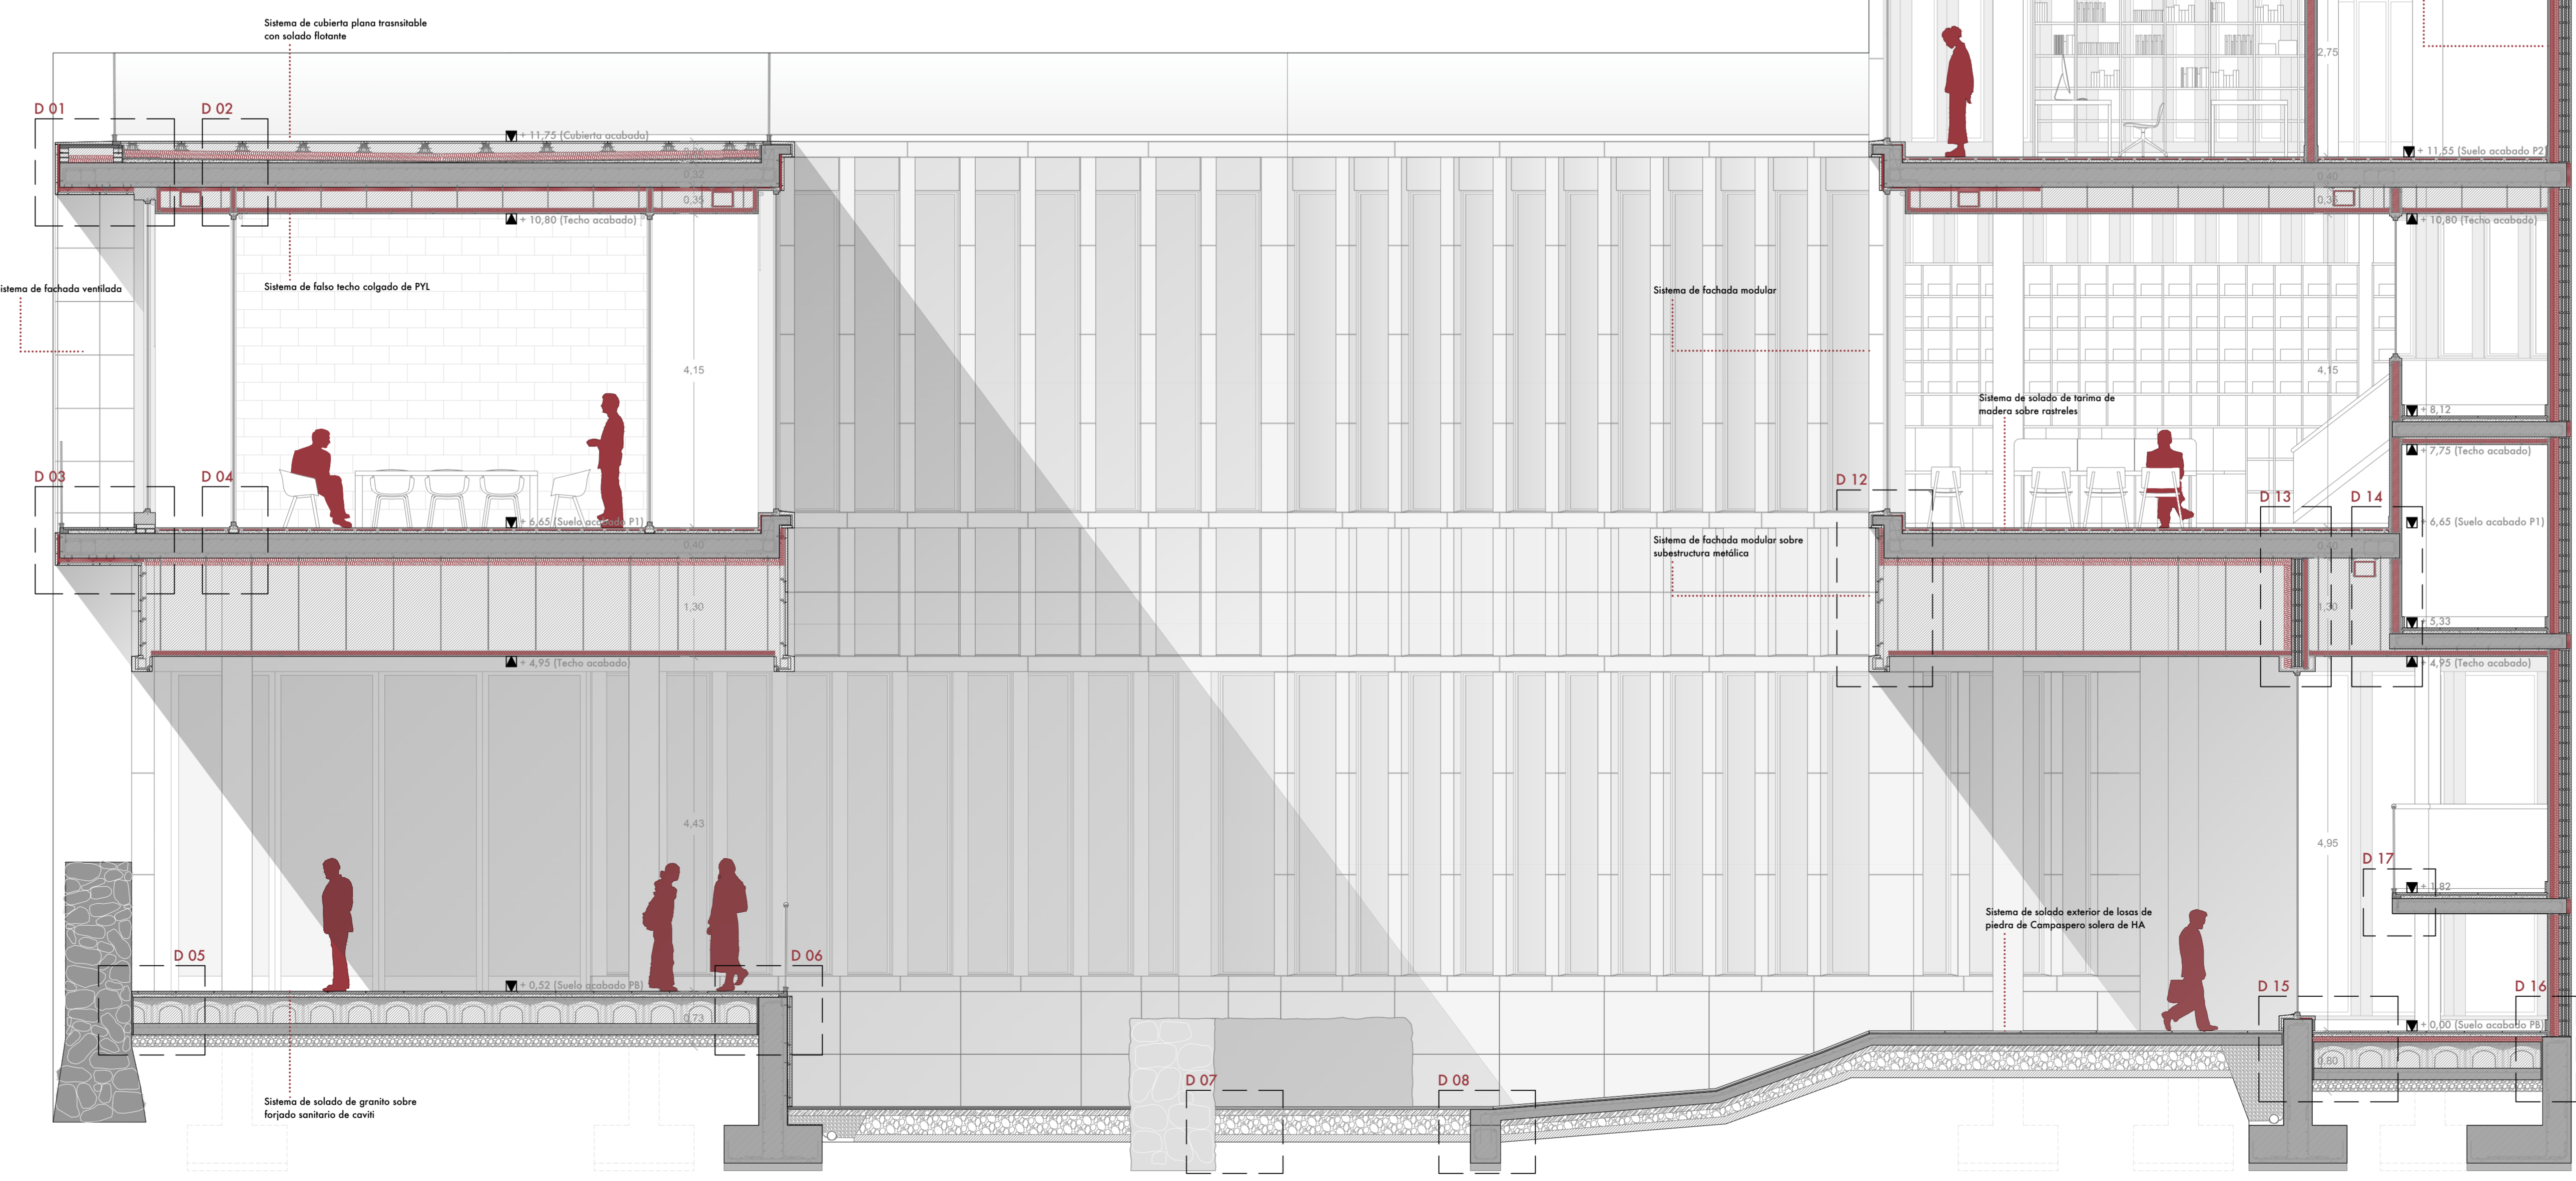 Sistema de cubierta plana trasnsitable
con solado flotante
2,75
D 01
D 02
+ 11,75 (Cubierta acabada)
+ 11,55 (Suelo acabado P2)
0,32
0,40
0,35
0,35
+ 10,80 (Techo acabado)
+ 10,80 (Techo acabado)
istema de fachada ventilada
Sistema de falso techo colgado de PYL
Sistema de fachada modular
4,15
4,15
Sistema de solado de tarima de
madera sobre rastreles
+ 8,12
+ 7,75 (Techo acabado)
D 03
D 04
D 12
D 13
D 14
+ 6,65 (Suelo acabado P1)
+ 6,65 (Suelo acabado P1)
Sistema de fachada modular sobre
subestructura metálica
0,40
0,40
1,30
1,30
+ 5,33
+ 4,95 (Techo acabado)
+ 4,95 (Techo acabado)
4,43
4,95
D 17
+ 1,82
Sistema de solado exterior de losas de
piedra de Campaspero solera de HA
D 05
D 06
D 15
D 16
+ 0,52 (Suelo acabado PB)
0,73
+ 0,00 (Suelo acabado PB)
0,80
D 07
D 08
Sistema de solado de granito sobre
forjado sanitario de caviti